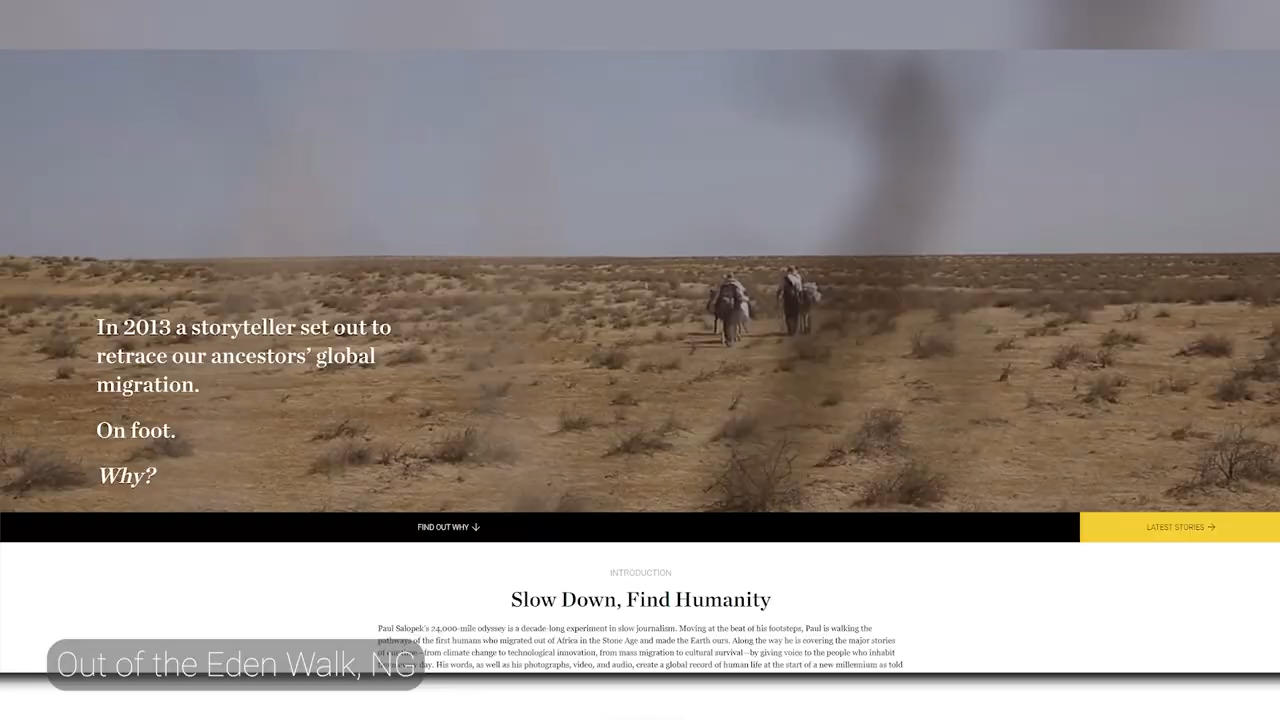 In 2013 a storyteller set out to
retrace our ancestors' global
migration.
On foot.
Why?
FIND OUT WHY
LATEST STORIES
INTRODUCTION
Slow Down, Find Humanity
Paul Salopek's 24,000-mile odyssey is a decade-long experiment in slow journalism. Moving at the beat of his footsteps, Paul is walking the
pathways of the first humans who migrated out of Africa in the Stone Age and made the Earth ours. Along the way he is covering the major stories
of our time—from climate change to technological innovation, from mass migration to cultural survival—by giving voice to the people who inhabit
day. His words, as well as his photographs, video, and audio, create a global record of human life at the start of a new millennium as told
Out of the Eden Walk, NG